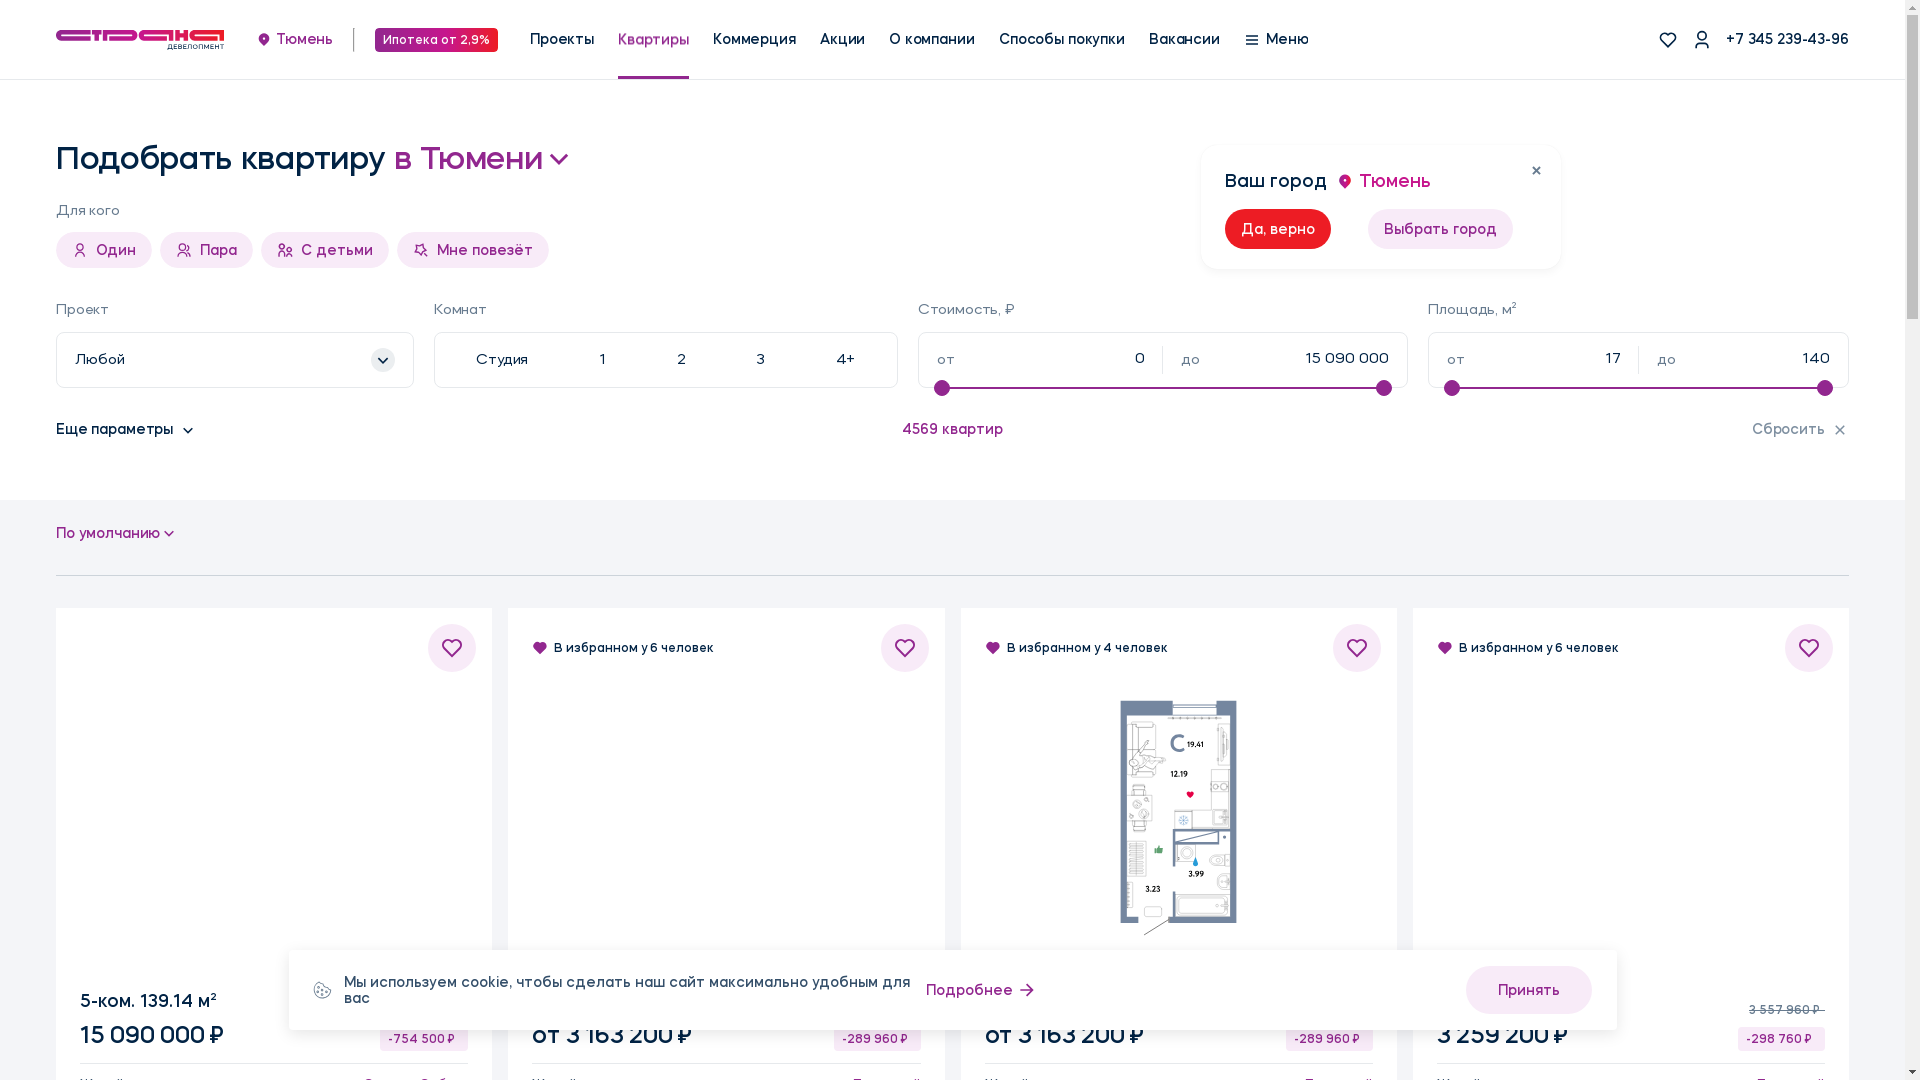 страна
ДЕВЕЛОПМЕНТ
Тюмень
Ипотека от 2,9%
Проекты
Квартиры
Коммерция
Акции
О компании
Способы покупки
Вакансии
Меню
+7 345 239-43-96
Подобрать квартиру в Тюмени
Ваш город Тюмень
Да, верно
Выбрать город
Для кого
Один
Пара
С детьми
Мне повезёт
Проект
Комнат
Стоимость, ₽
Площадь, м²
Любой
Студия 1 2 3 4+
от 0 до 15 090 000
от 17 до 140
Еще параметры
4569 квартир
Сбросить
По умолчанию
В избранном у 6 человек
В избранном у 4 человек
В избранном у 6 человек
С 19.41
12.19
3.99
3.23
Мы используем cookie, чтобы сделать наш сайт максимально удобным для
вас
Подробнее
Принять
5-ком. 139.14 м²
3 557 960 ₽
15 090 000 ₽
-754 500 ₽
от 3 163 200 ₽
-289 960 ₽
от 3 163 200 ₽
-289 960 ₽
3 259 200 ₽
-298 760 ₽